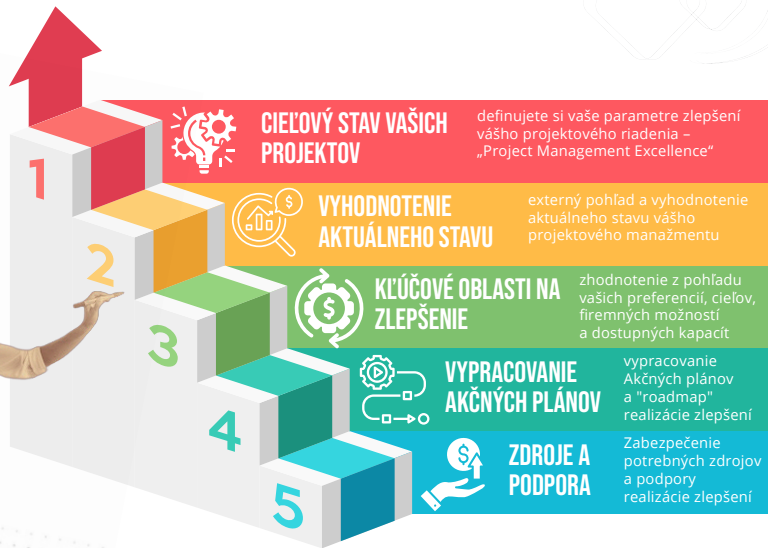 1
CIEĽOVÝ STAV VAŠICH
PROJEKTOV
definujete si vaše parametre zlepšení
vášho projektového riadenia –
„Project Management Excellence“
2
$
VYHODNOTENIE
AKTUÁLNEHO STAVU
externý pohľad a vyhodnotenie
aktuálneho stavu vášho
projektového manažmentu
3
$
KĽÚČOVÉ OBLASTI NA
ZLEPŠENIE
zhodnotenie z pohľadu
vašich preferencií, cieľov,
firemných možností
a dostupných kapacít
4
VYPRACOVANIE
AKČNÝCH PLÁNOV
vypracovanie
Akčných plánov
a "roadmap"
realizácie zlepšení
5
$
ZDROJE A
PODPORA
Zabezpečenie
potrebných zdrojov
a podpory
realizácie zlepšení